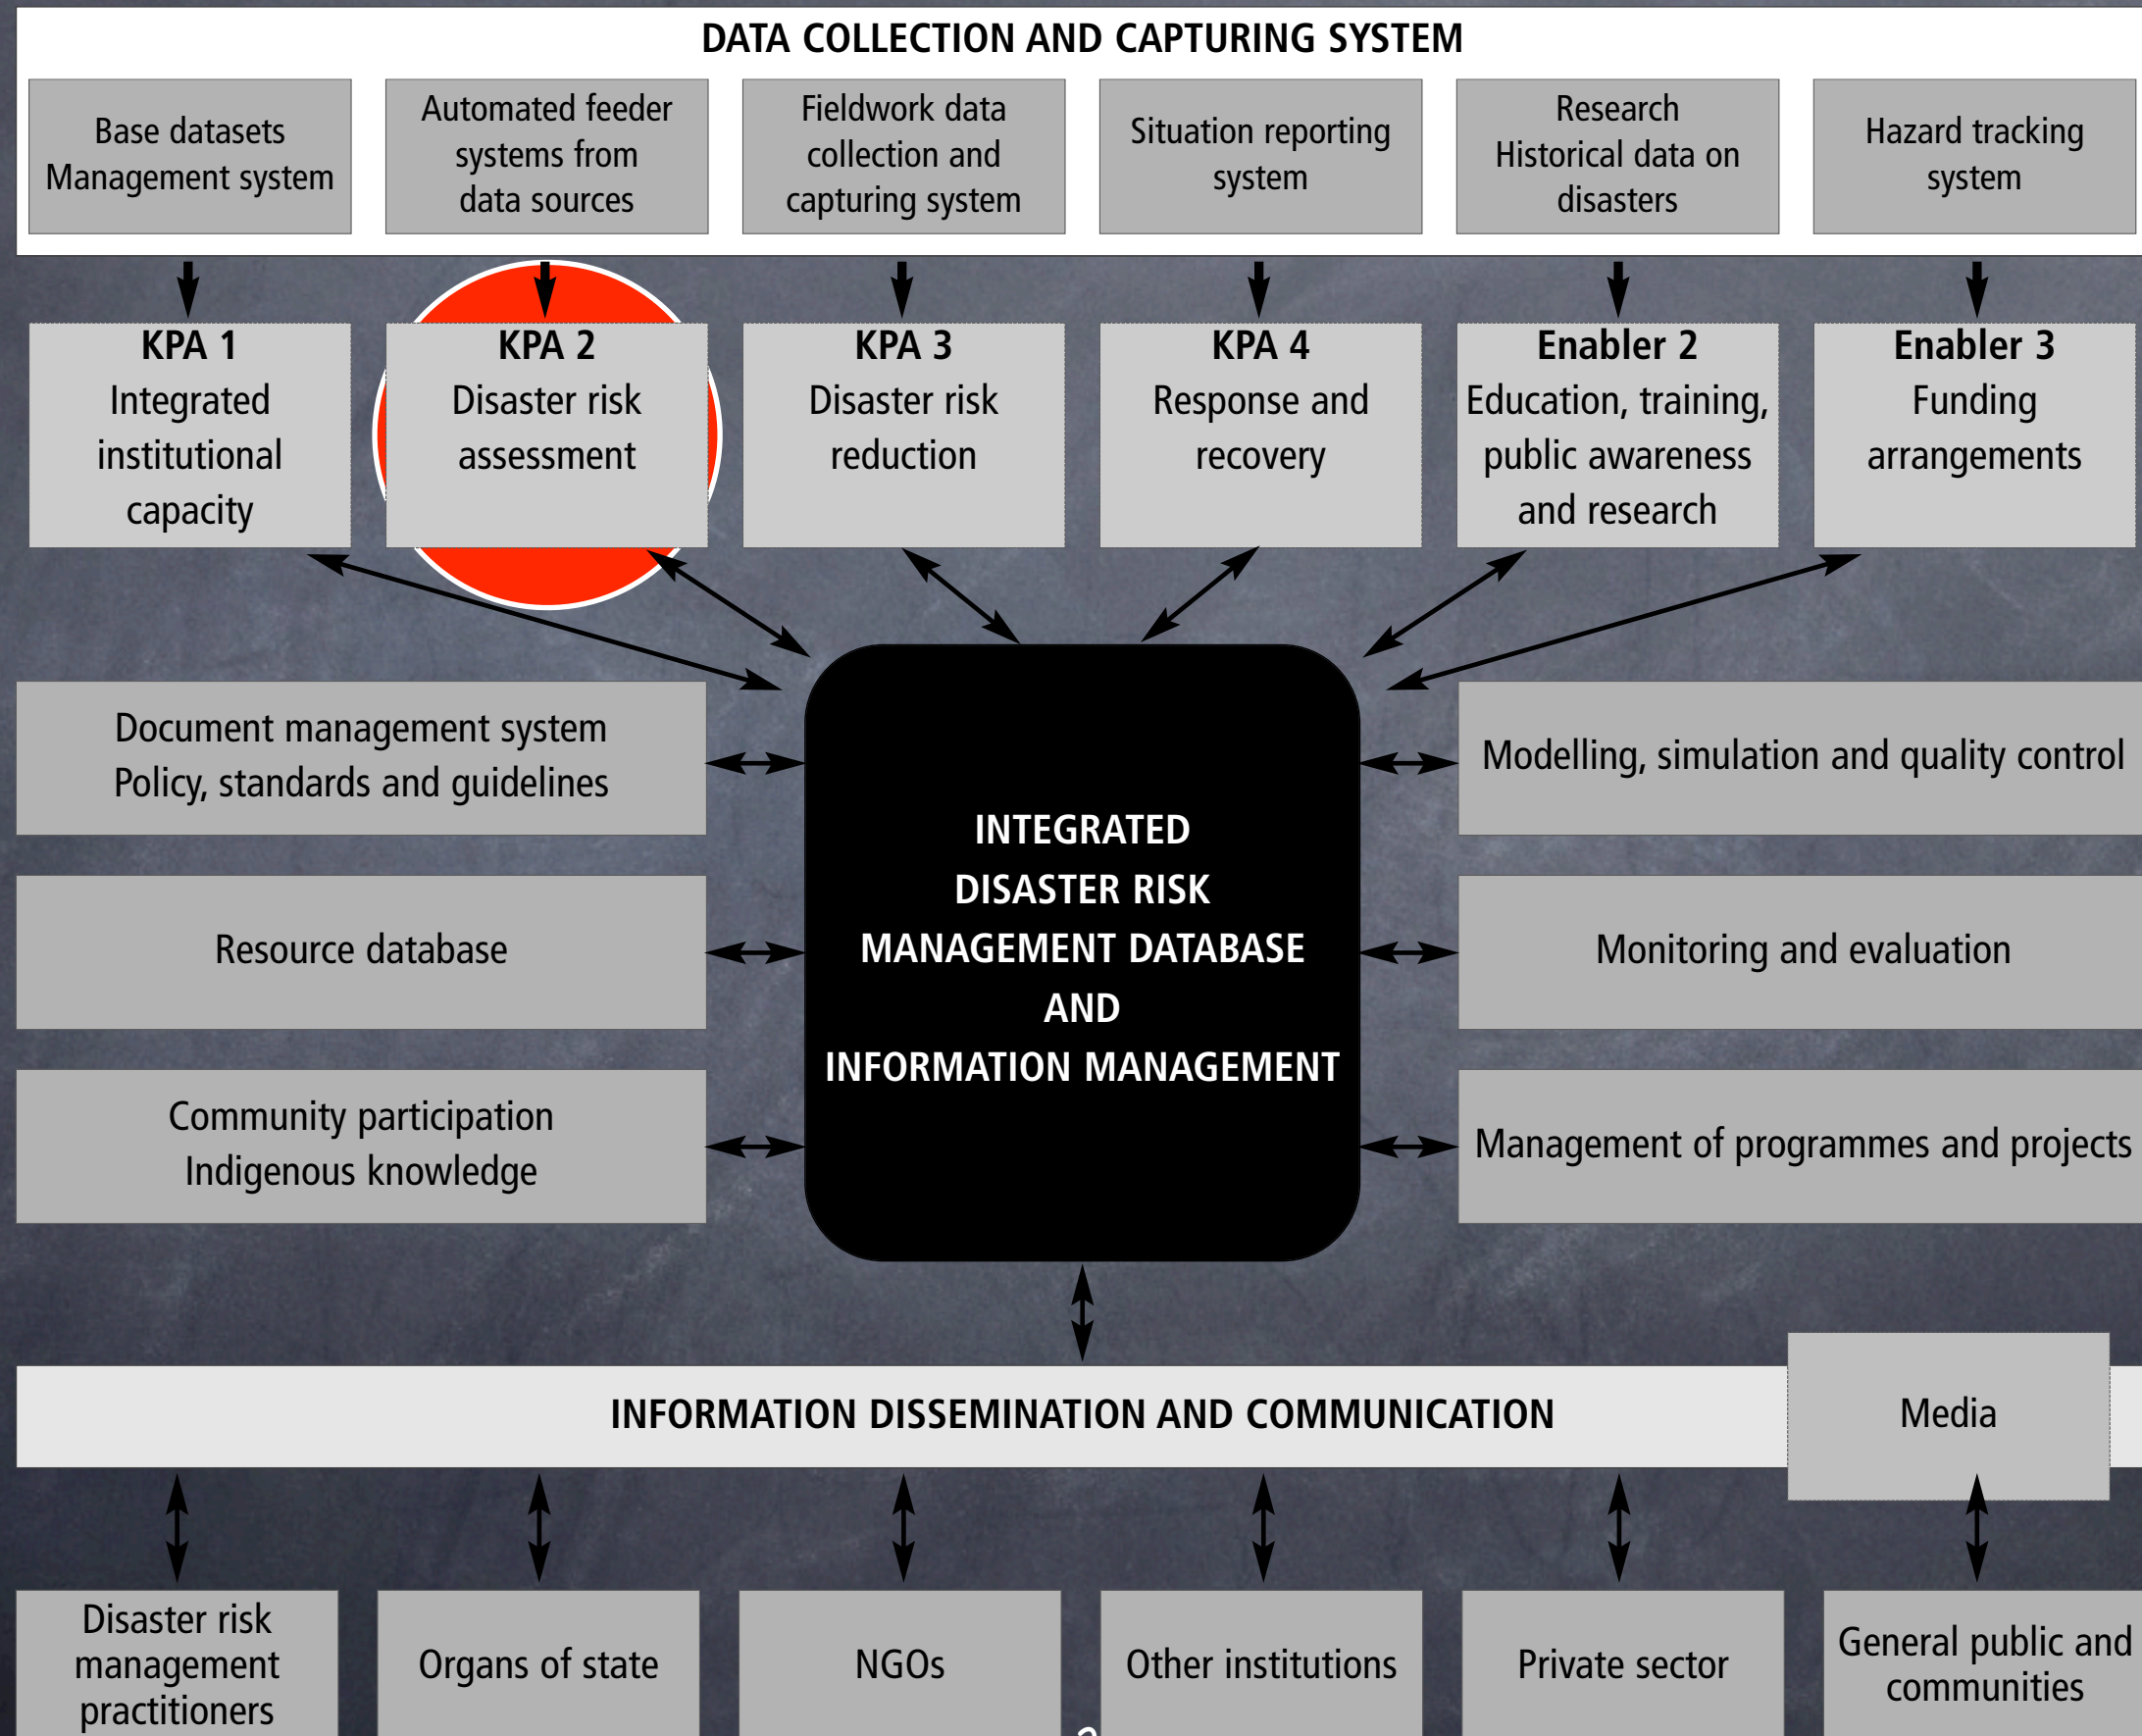 DATA COLLECTION AND CAPTURING SYSTEM
Base datasets
Management system
Automated feeder
systems from
data sources
Fieldwork data
collection and
capturing system
Situation reporting
system
Research
Historical data on
disasters
Hazard tracking
system
KPA 1
Integrated
institutional
capacity
KPA 2
Disaster risk
assessment
KPA 3
Disaster risk
reduction
KPA 4
Response and
recovery
Enabler 2
Education, training,
public awareness
and research
Enabler 3
Funding
arrangements
Document management system
Policy, standards and guidelines
Resource database
Community participation
Indigenous knowledge
INTEGRATED
DISASTER RISK
MANAGEMENT DATABASE
AND
INFORMATION MANAGEMENT
Modelling, simulation and quality control
Monitoring and evaluation
Management of programmes and projects
INFORMATION DISSEMINATION AND COMMUNICATION
Media
Disaster risk
management
practitioners
Organs of state
NGOs
Other institutions
Private sector
General public and
communities